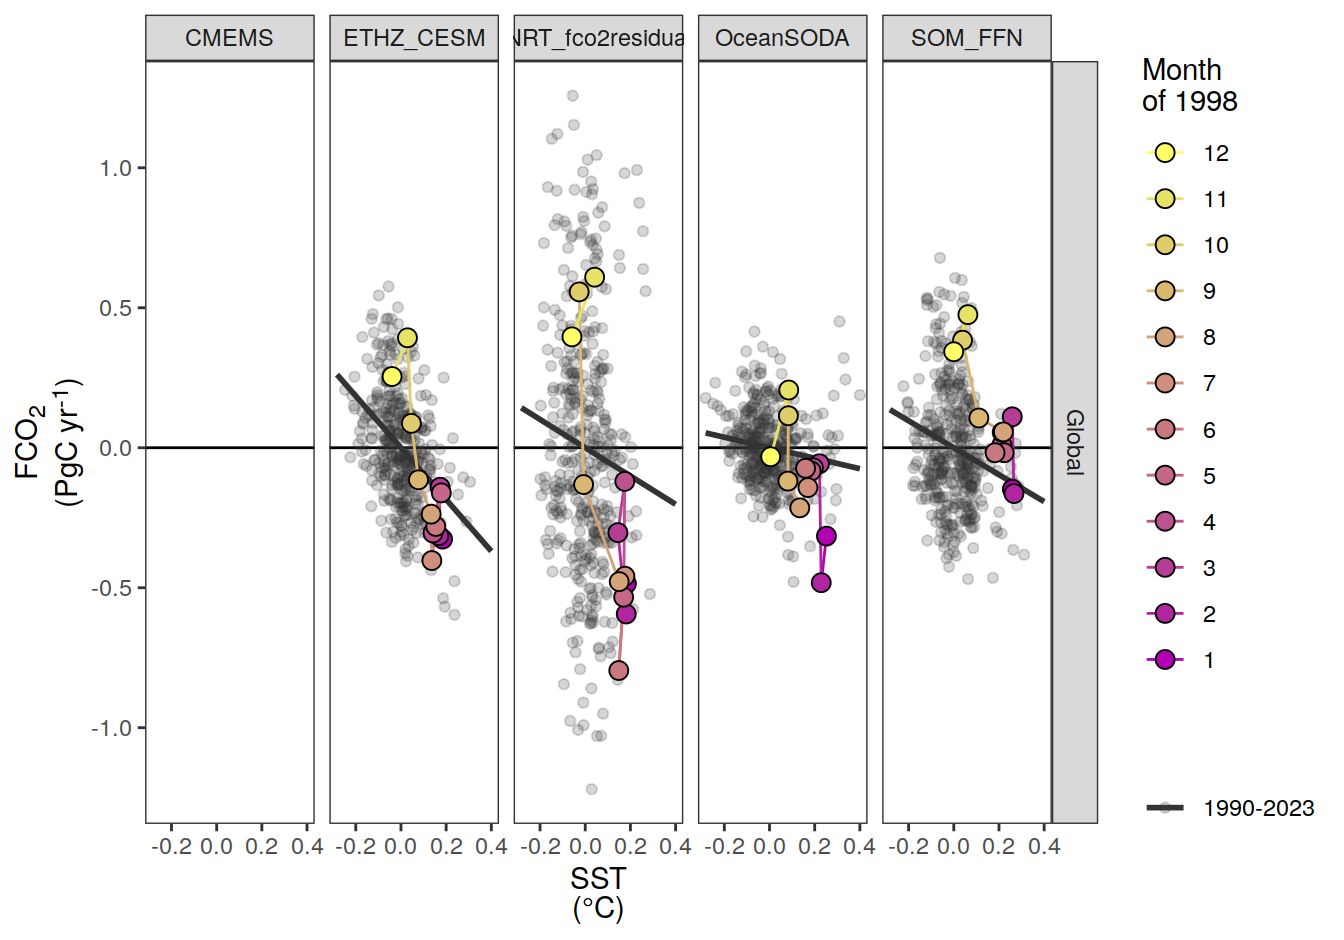 CMEMS ETHZ_CESM NRT_fco2residua OceanSODA SOM_FFN
Global
FCO2
(PgC yr-1)
1.0
0.5
0.0
-0.5
-1.0
-0.2 0.0 0.2 0.4 -0.2 0.0 0.2 0.4 -0.2 0.0 0.2 0.4 -0.2 0.0 0.2 0.4 -0.2 0.0 0.2 0.4
SST
(°C)
Month
of 1998
12
11
10
9
8
7
6
5
4
3
2
1
1990-2023